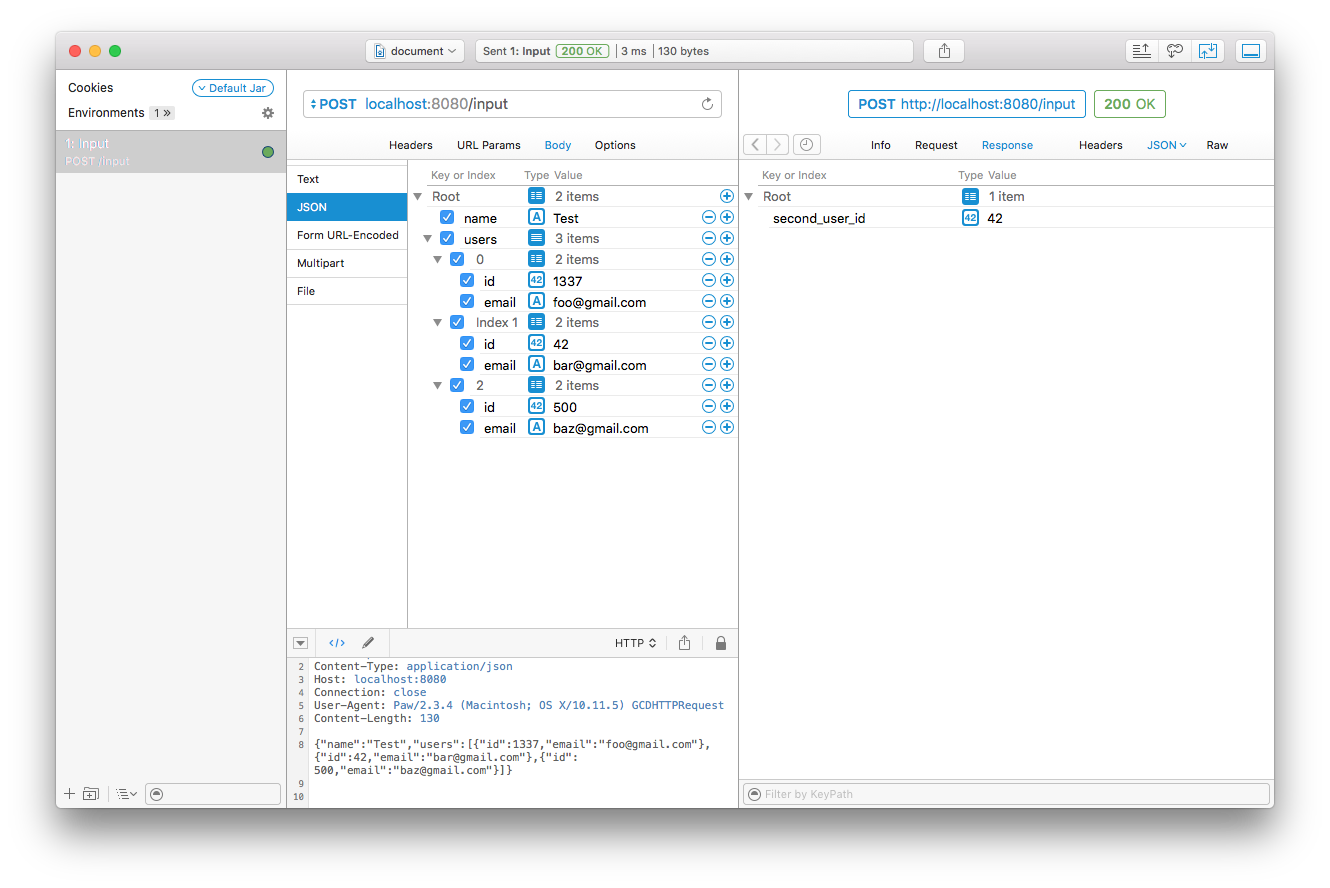 document
Sent 1: Input 200 OK 3 ms 130 bytes
Cookies
Default Jar
Environments 1 »
1: Input
POST /input
POST localhost:8080/input
Headers URL Params Body Options
Text
JSON
Form URL-Encoded
Multipart
File
Key or Index Type Value
Root 2 items
name A Test
users 3 items
0 2 items
id 42 1337
email A foo@gmail.com
Index 1 2 items
id 42 42
email A bar@gmail.com
2 2 items
id 42 500
email A baz@gmail.com
</> HTTP
2 Content-Type: application/json
3 Host: localhost:8080
4 Connection: close
5 User-Agent: Paw/2.3.4 (Macintosh; OS X/10.11.5) GCDHTTPRequest
6 Content-Length: 130
7
8 {"name":"Test","users":[{"id":1337,"email":"foo@gmail.com"},
{"id":42,"email":"bar@gmail.com"},{"id":
500,"email":"baz@gmail.com"}]}
9
10
POST http://localhost:8080/input 200 OK
Info Request Response Headers JSON Raw
Key or Index Type Value
Root 1 item
second_user_id 42 42
Filter by KeyPath